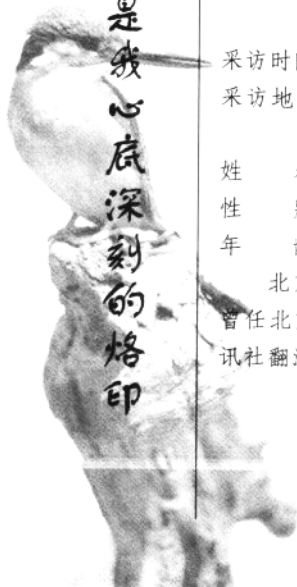 是我心底深刻的烙印
采访时
采访地
姓
性
年
北
曾任北
讯社翻